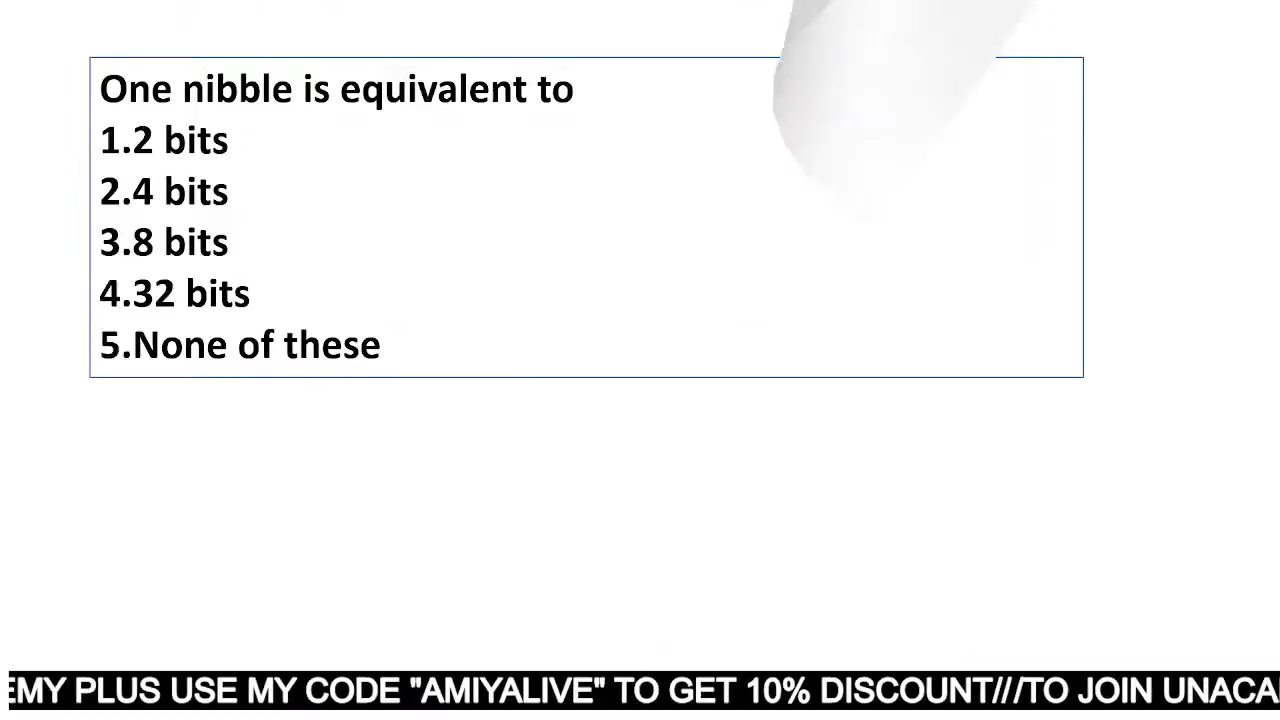 One nibble is equivalent to
1.2 bits
2.4 bits
3.8 bits
4.32 bits
5.None of these
EMY PLUS USE MY CODE "AMIYALIVE" TO GET 10% DISCOUNT///TO JOIN UNACA